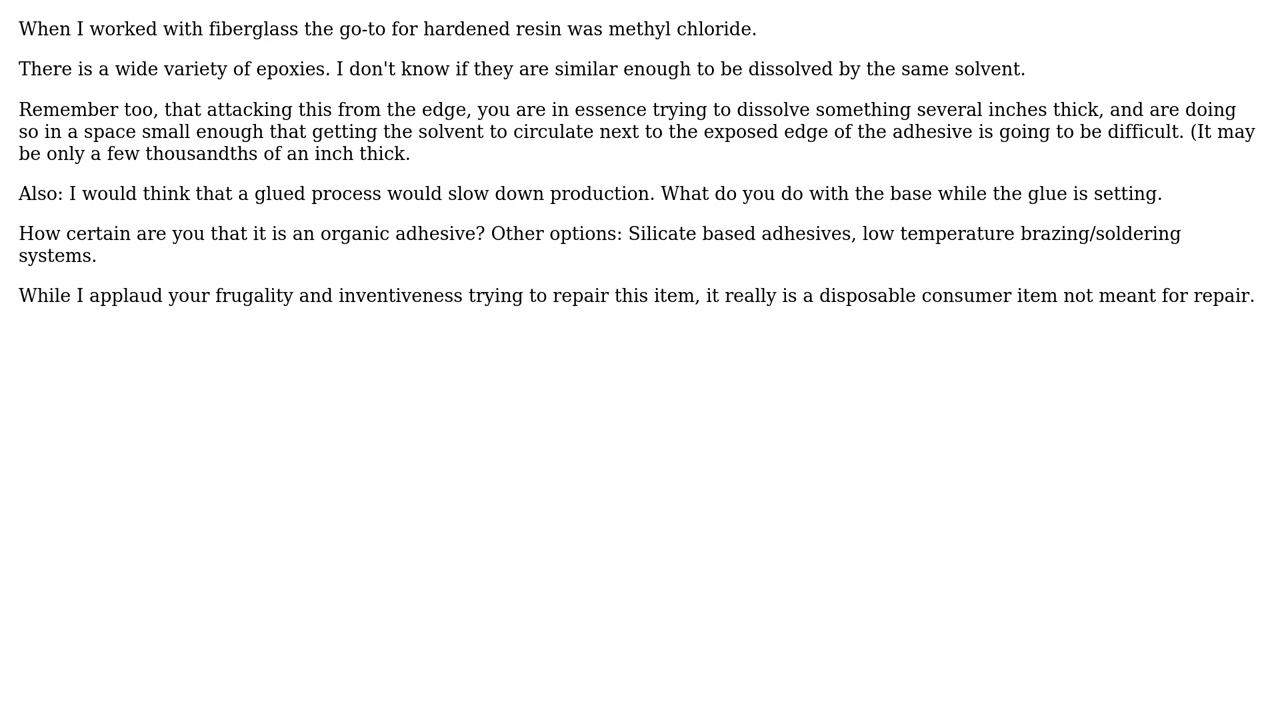 When I worked with fiberglass the go-to for hardened resin was methyl chloride.
There is a wide variety of epoxies. I don't know if they are similar enough to be dissolved by the same solvent.
Remember too, that attacking this from the edge, you are in essence trying to dissolve something several inches thick, and are doing
so in a space small enough that getting the solvent to circulate next to the exposed edge of the adhesive is going to be difficult. (It may
be only a few thousandths of an inch thick.
Also: I would think that a glued process would slow down production. What do you do with the base while the glue is setting.
How certain are you that it is an organic adhesive? Other options: Silicate based adhesives, low temperature brazing/soldering
systems.
While I applaud your frugality and inventiveness trying to repair this item, it really is a disposable consumer item not meant for repair.